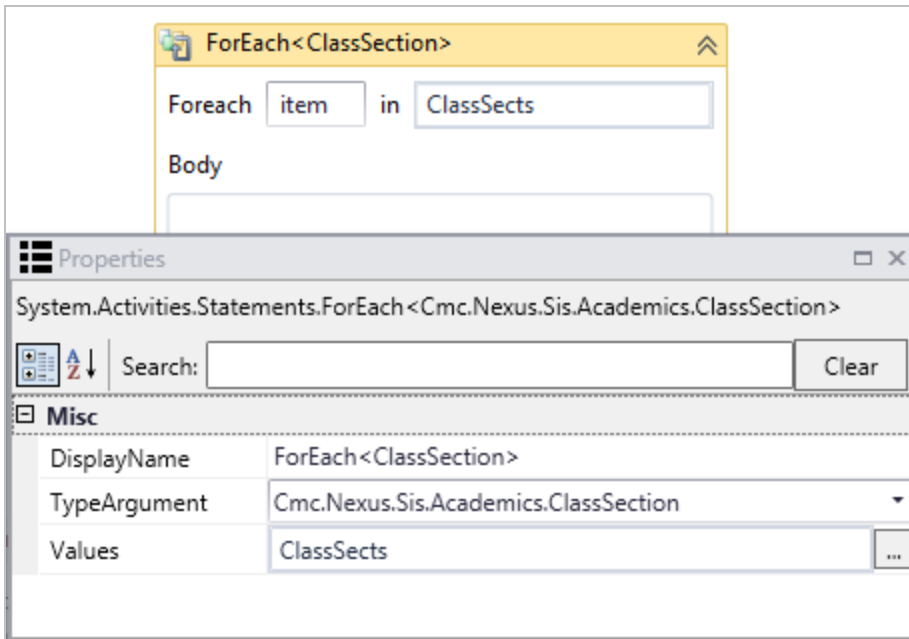 ForEach<ClassSection>
Foreach item in ClassSects
Body
Properties
System.Activities.Statements.ForEach<Cmc.Nexus.Sis.Academics.ClassSection>
A Z Search: Clear
Misc
DisplayName ForEach<ClassSection>
TypeArgument Cmc.Nexus.Sis.Academics.ClassSection
Values ClassSects ...